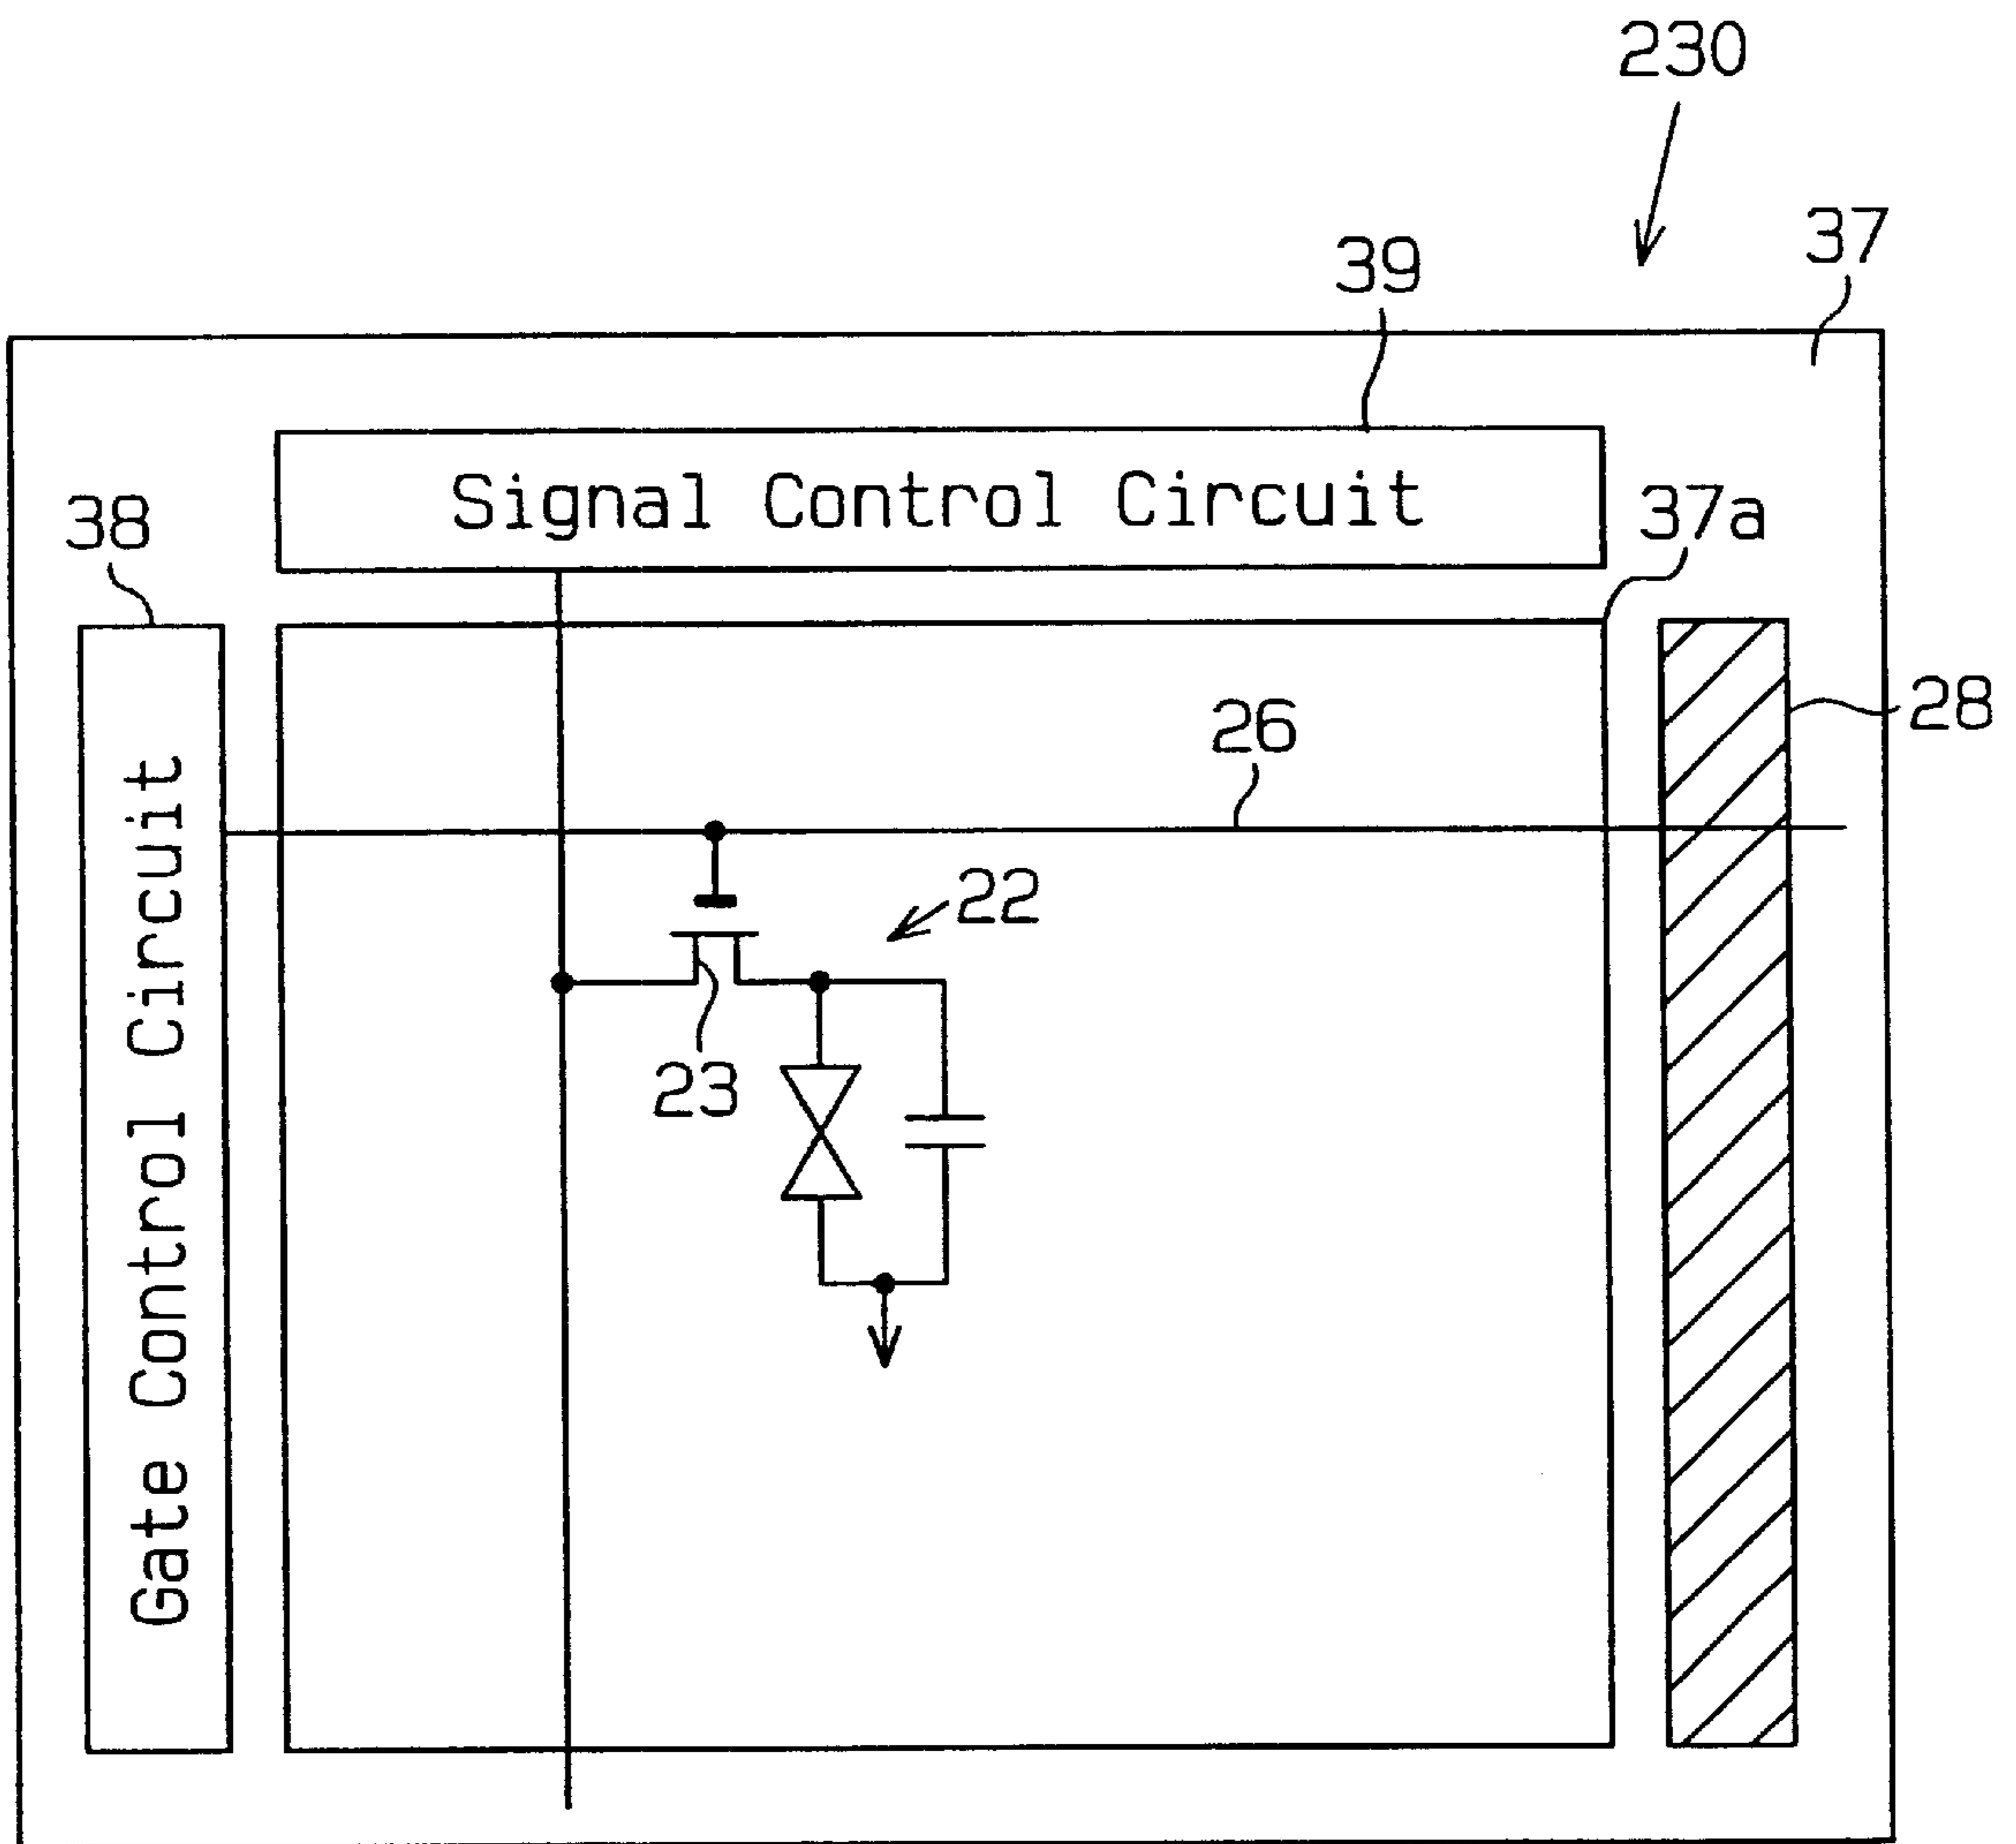 230
37
39
Signal Control Circuit
37a
38
28
26
22
23
Gate Control Circuit